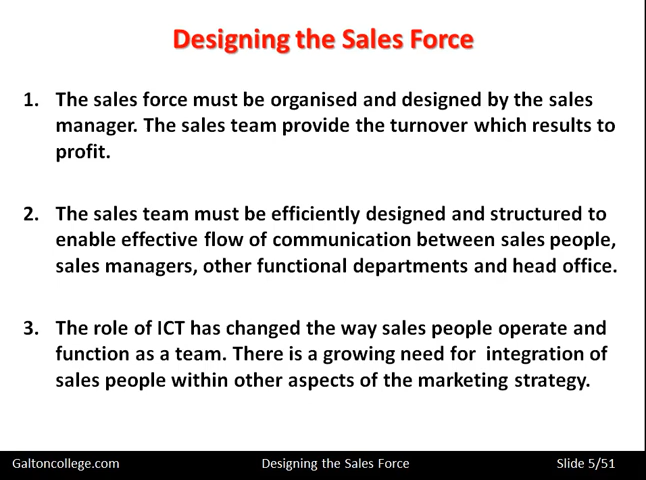 Designing the Sales Force
1. The sales force must be organised and designed by the sales
manager. The sales team provide the turnover which results to
profit.
2. The sales team must be efficiently designed and structured to
enable effective flow of communication between sales people,
sales managers, other functional departments and head office.
3. The role of ICT has changed the way sales people operate and
function as a team. There is a growing need for  integration of
sales people within other aspects of the marketing strategy.
Galtoncollege.com Designing the Sales Force Slide 5/51